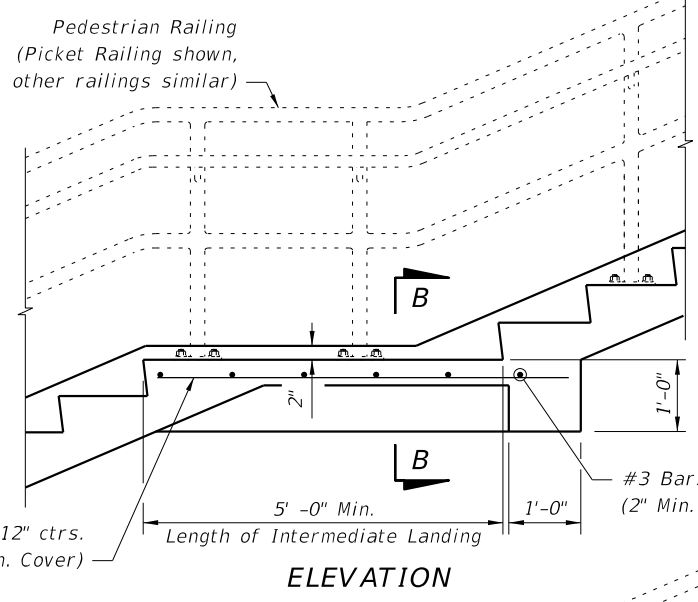 Pedestrian Railing
(Picket Railing shown,
other railings similar)
B
2"
1'-0"
B
#3 Bar
(2" Min.
5' -0" Min.
1'-0"
Length of Intermediate Landing
12" ctrs.
Cover)
ELEVATION